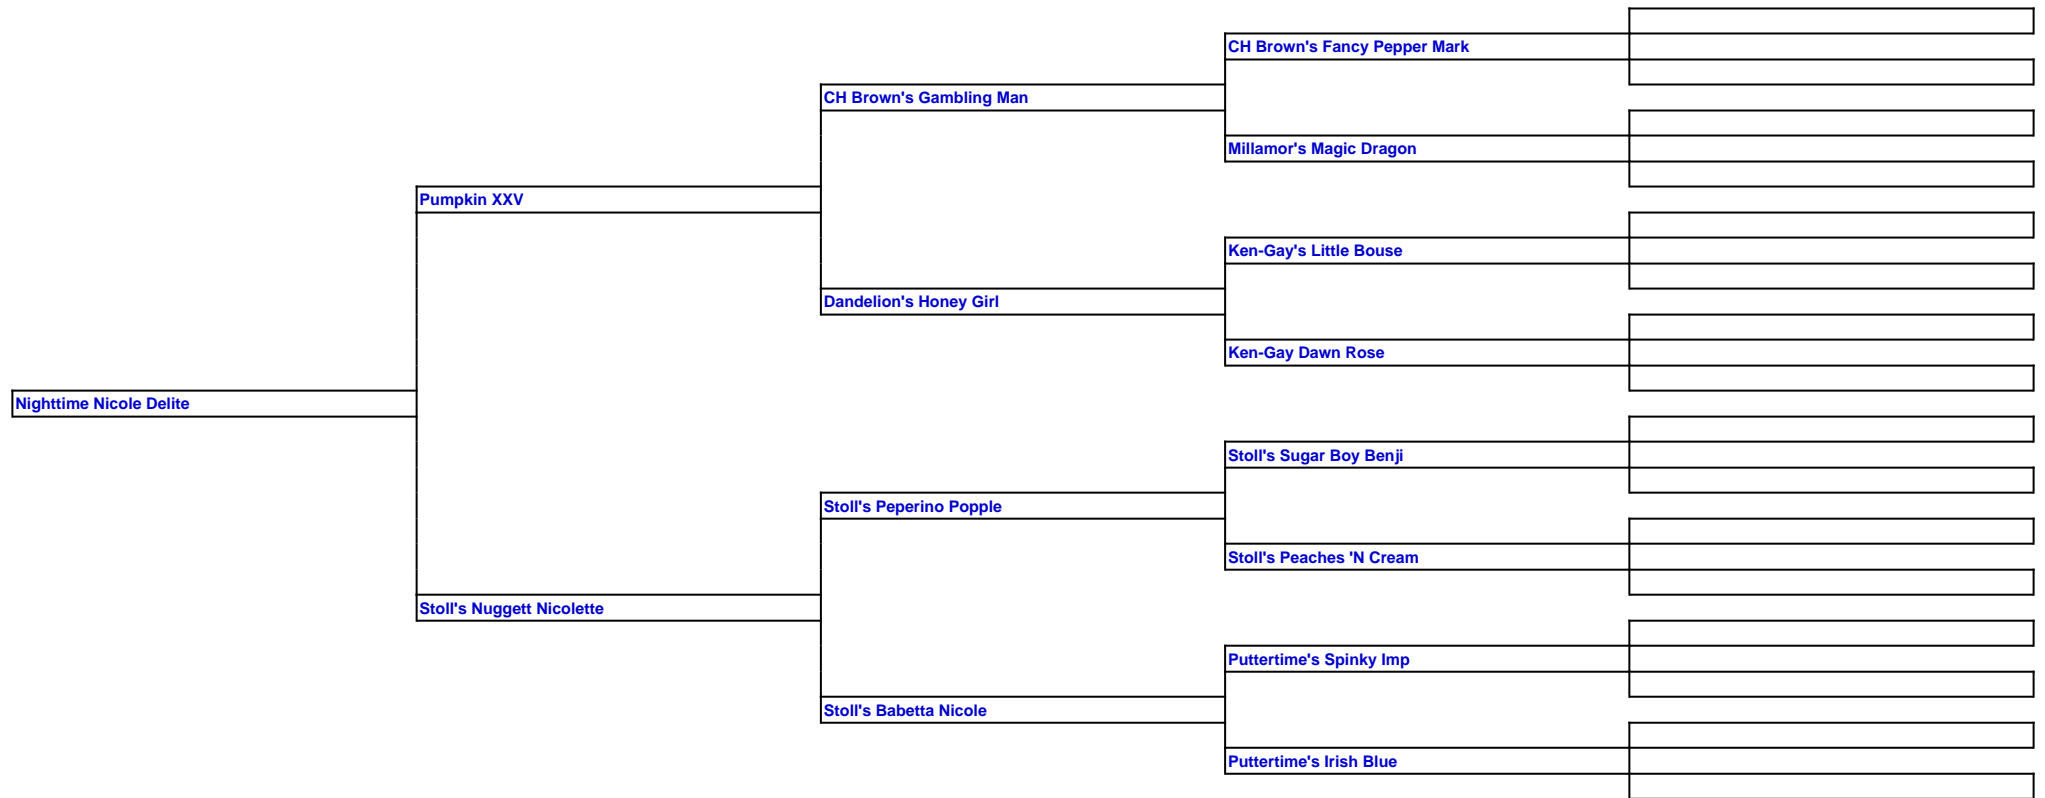 CH Brown's Fancy Pepper Mark
CH Brown's Gambling Man
Millamor's Magic Dragon
Pumpkin XXV
Ken-Gay's Little Bouse
Dandelion's Honey Girl
Ken-Gay Dawn Rose
Nighttime Nicole Delite
Stoll's Sugar Boy Benji
Stoll's Peperino Popple
Stoll's Peaches 'N Cream
Stoll's Nuggett Nicolette
Puttertime's Spinky Imp
Stoll's Babetta Nicole
Puttertime's Irish Blue